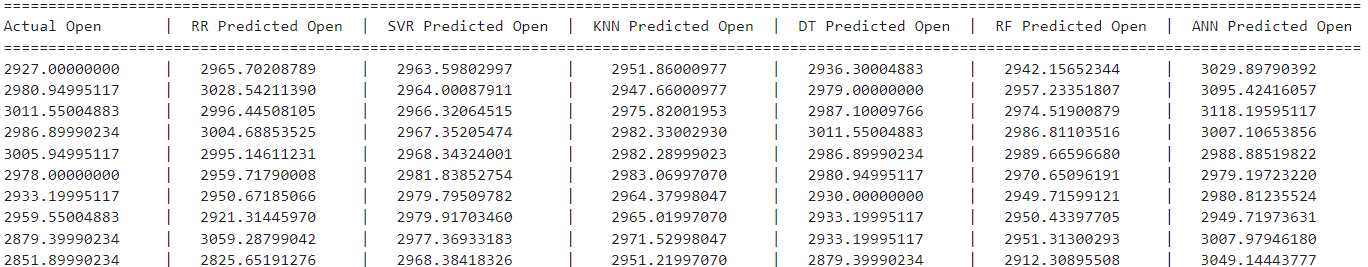 Actual Open | RR Predicted Open | SVR Predicted Open | KNN Predicted Open | DT Predicted Open | RF Predicted Open | ANN Predicted Open
2927.00000000 | 2965.70208789 | 2963.59802997 | 2951.86000977 | 2936.30004883 | 2942.15652344 | 3029.89790392
2980.94995117 | 3028.54211390 | 2964.00087911 | 2947.66000977 | 2979.00000000 | 2957.23351807 | 3095.42416057
3011.55004883 | 2996.44508105 | 2966.32064515 | 2975.82001953 | 2987.10009766 | 2974.51900879 | 3118.19595117
2986.89990234 | 3004.68853525 | 2967.35205474 | 2982.33002930 | 3011.55004883 | 2986.81103516 | 3007.10653856
3005.94995117 | 2995.14611231 | 2968.34324001 | 2982.28999023 | 2986.89990234 | 2989.66596680 | 2988.88519822
2978.00000000 | 2959.71790008 | 2981.83852754 | 2983.06997070 | 2980.94995117 | 2970.65096191 | 2979.19723220
2933.19995117 | 2950.67185066 | 2979.79509782 | 2964.37998047 | 2930.00000000 | 2949.71599121 | 2980.81235524
2959.55004883 | 2921.31445970 | 2979.91703460 | 2965.01997070 | 2933.19995117 | 2950.43397705 | 2949.71973631
2879.39990234 | 3059.28799042 | 2977.36933183 | 2971.52998047 | 2933.19995117 | 2951.31300293 | 3007.97946180
2851.89990234 | 2825.65191276 | 2968.38418326 | 2951.21997070 | 2879.39990234 | 2912.30895508 | 3049.14443777